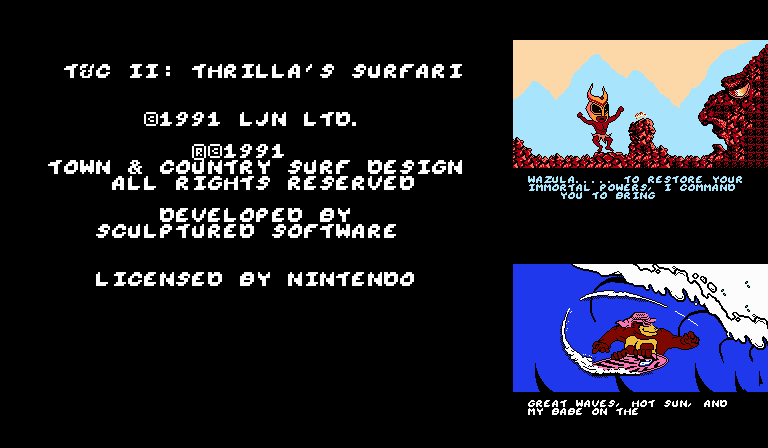 T&C II: THRILLA'S SURFARI
©1991 LJN LTD.
®©1991
TOWN & COUNTRY SURF DESIGN
ALL RIGHTS RESERVED
DEVELOPED BY
SCULPTURED SOFTWARE
LICENSED BY NINTENDO
WAZULA.... TO RESTORE YOUR
IMMORTAL POWERS, I COMMAND
YOU TO BRING
GREAT WAVES, HOT SUN, AND
MY BABE ON THE